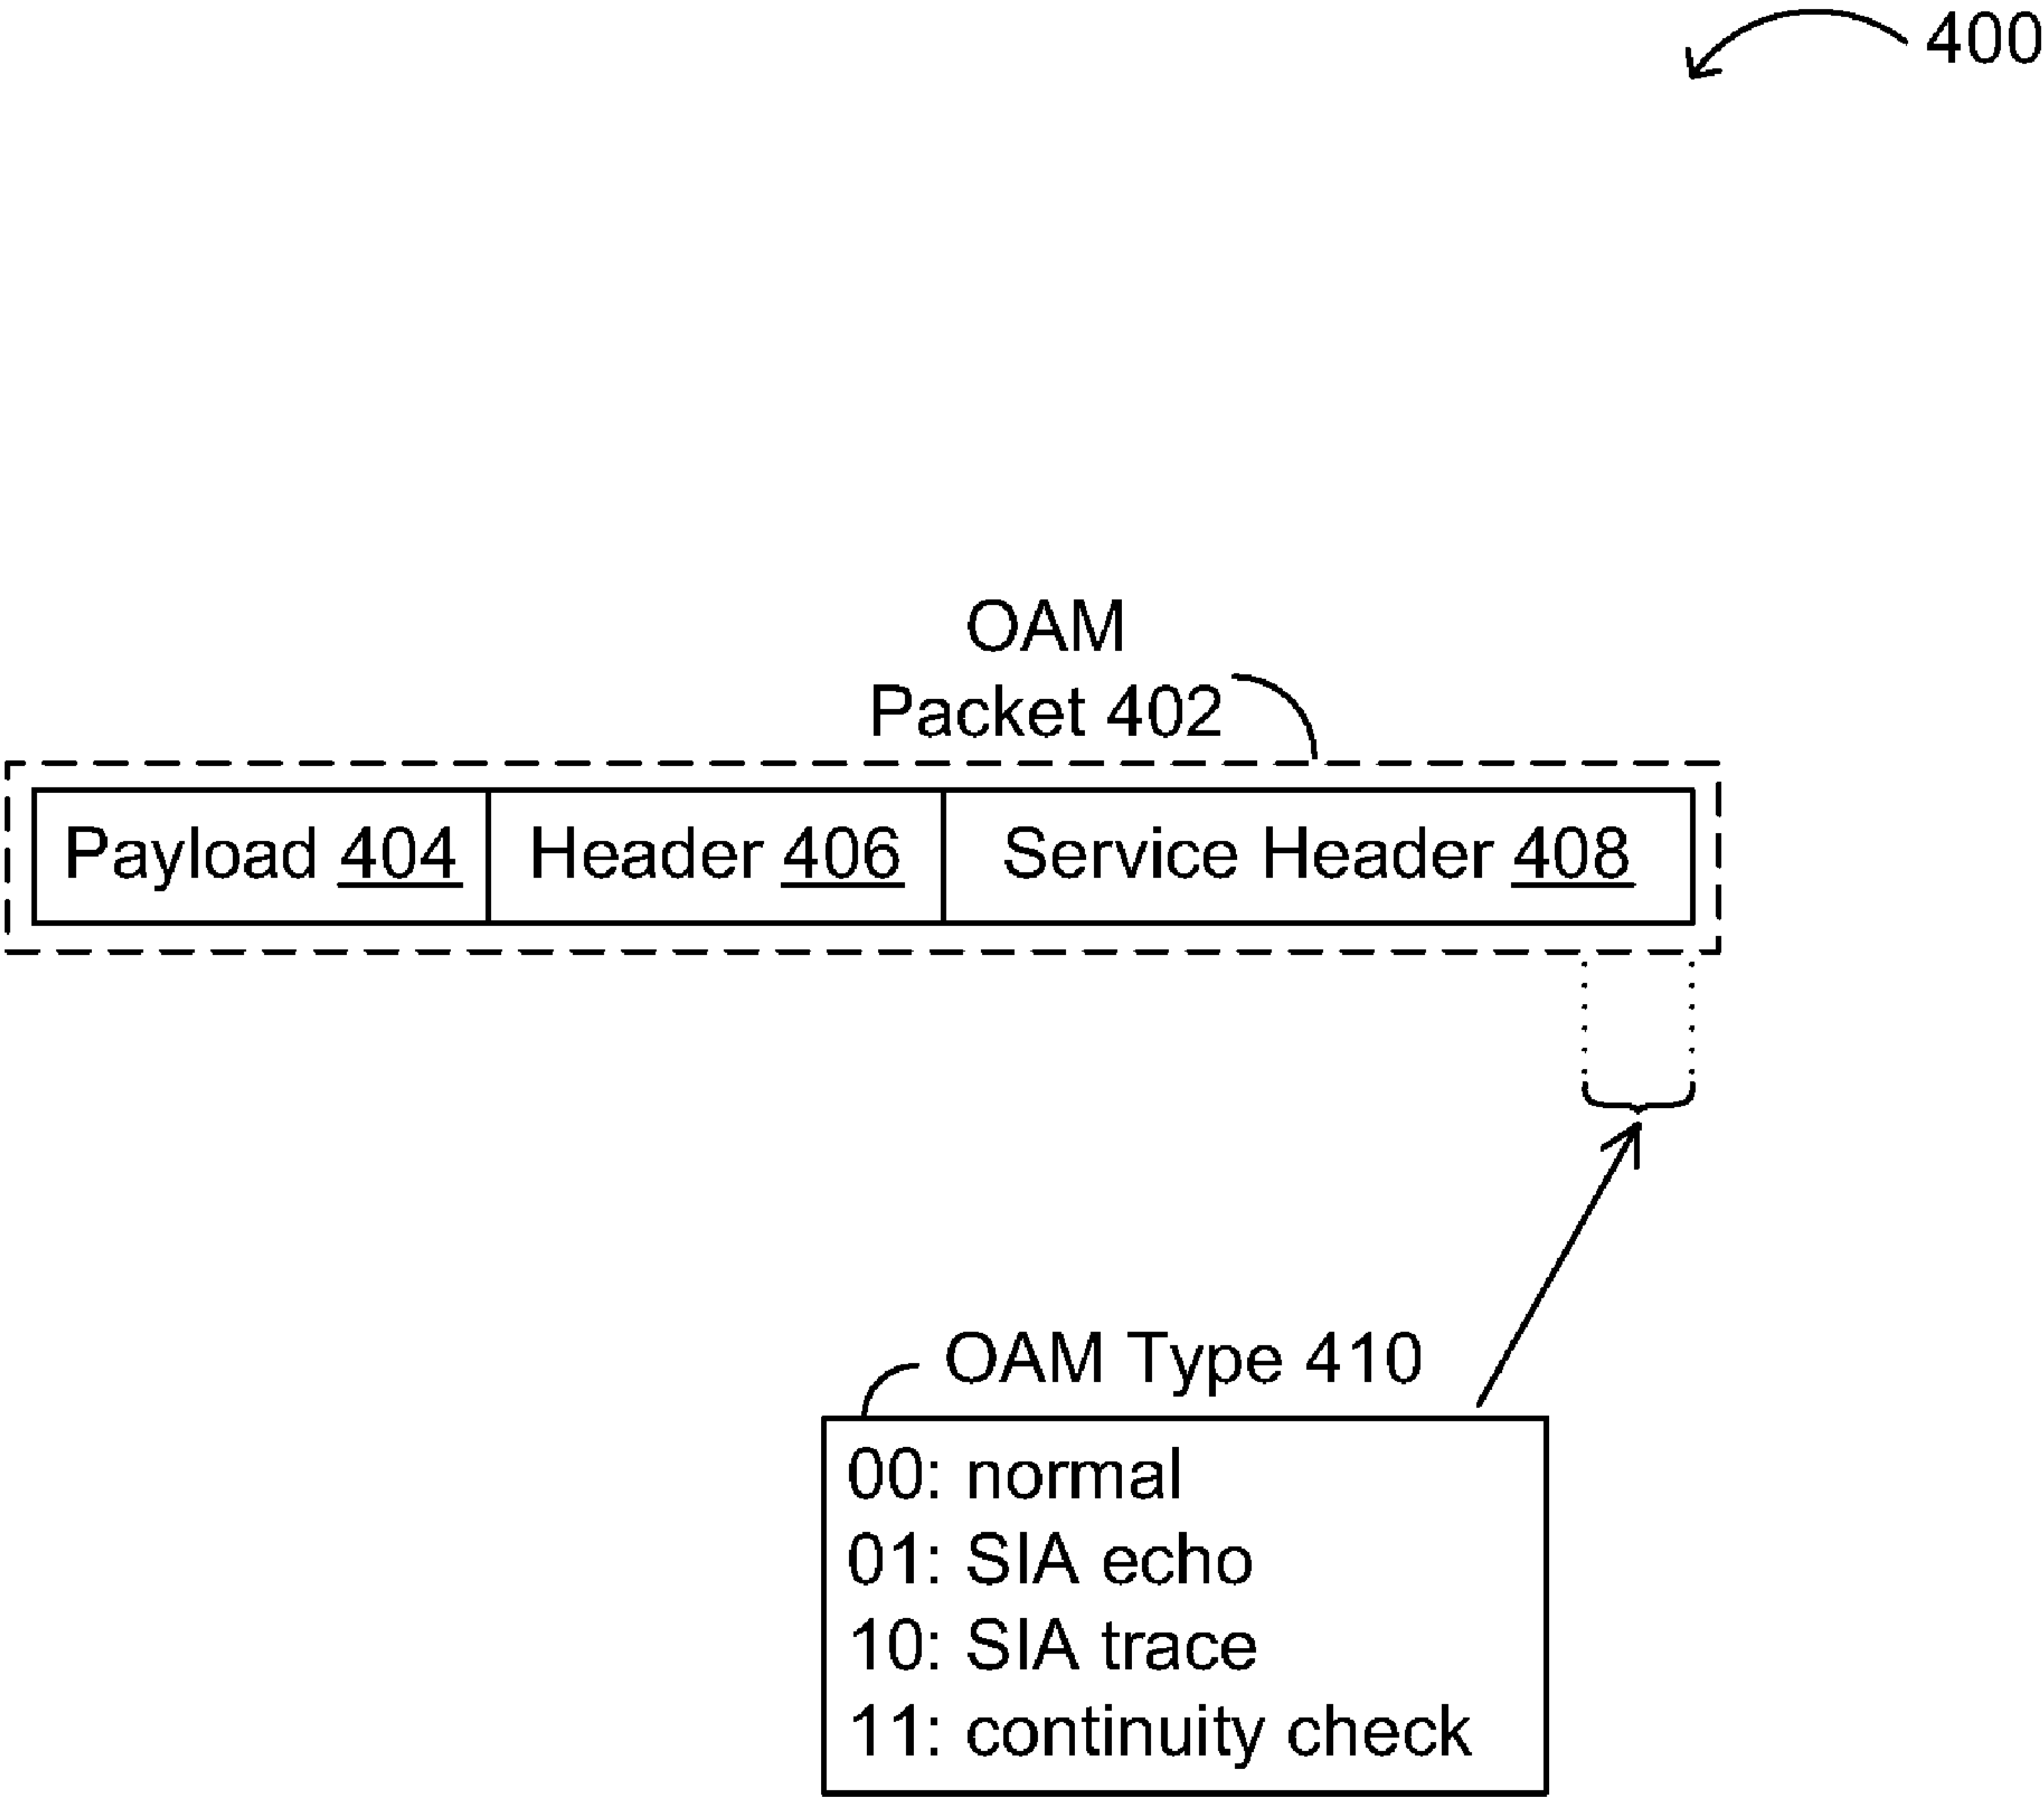 400
OAM
Packet 402
Payload 404 Header 406 Service Header 408
OAM Type 410
00: normal
01: SIA echo
10: SIA trace
11: continuity check